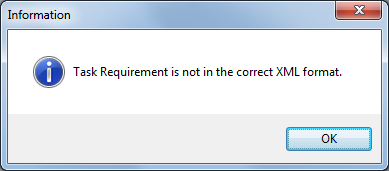 Information
Task Requirement is not in the correct XML format.
OK